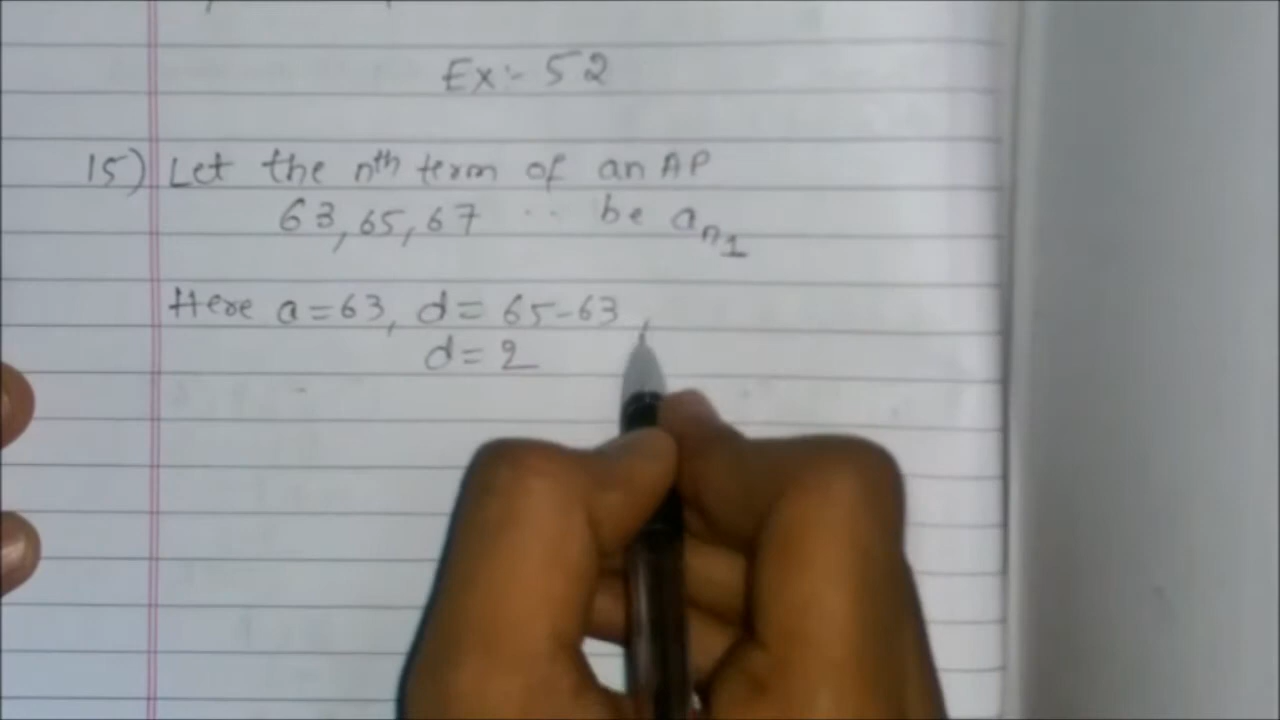 Ex:- 52
15) Let the nth term of an AP
63, 65, 67 .. be an1
Here a = 63, d = 65-63,
d = 2